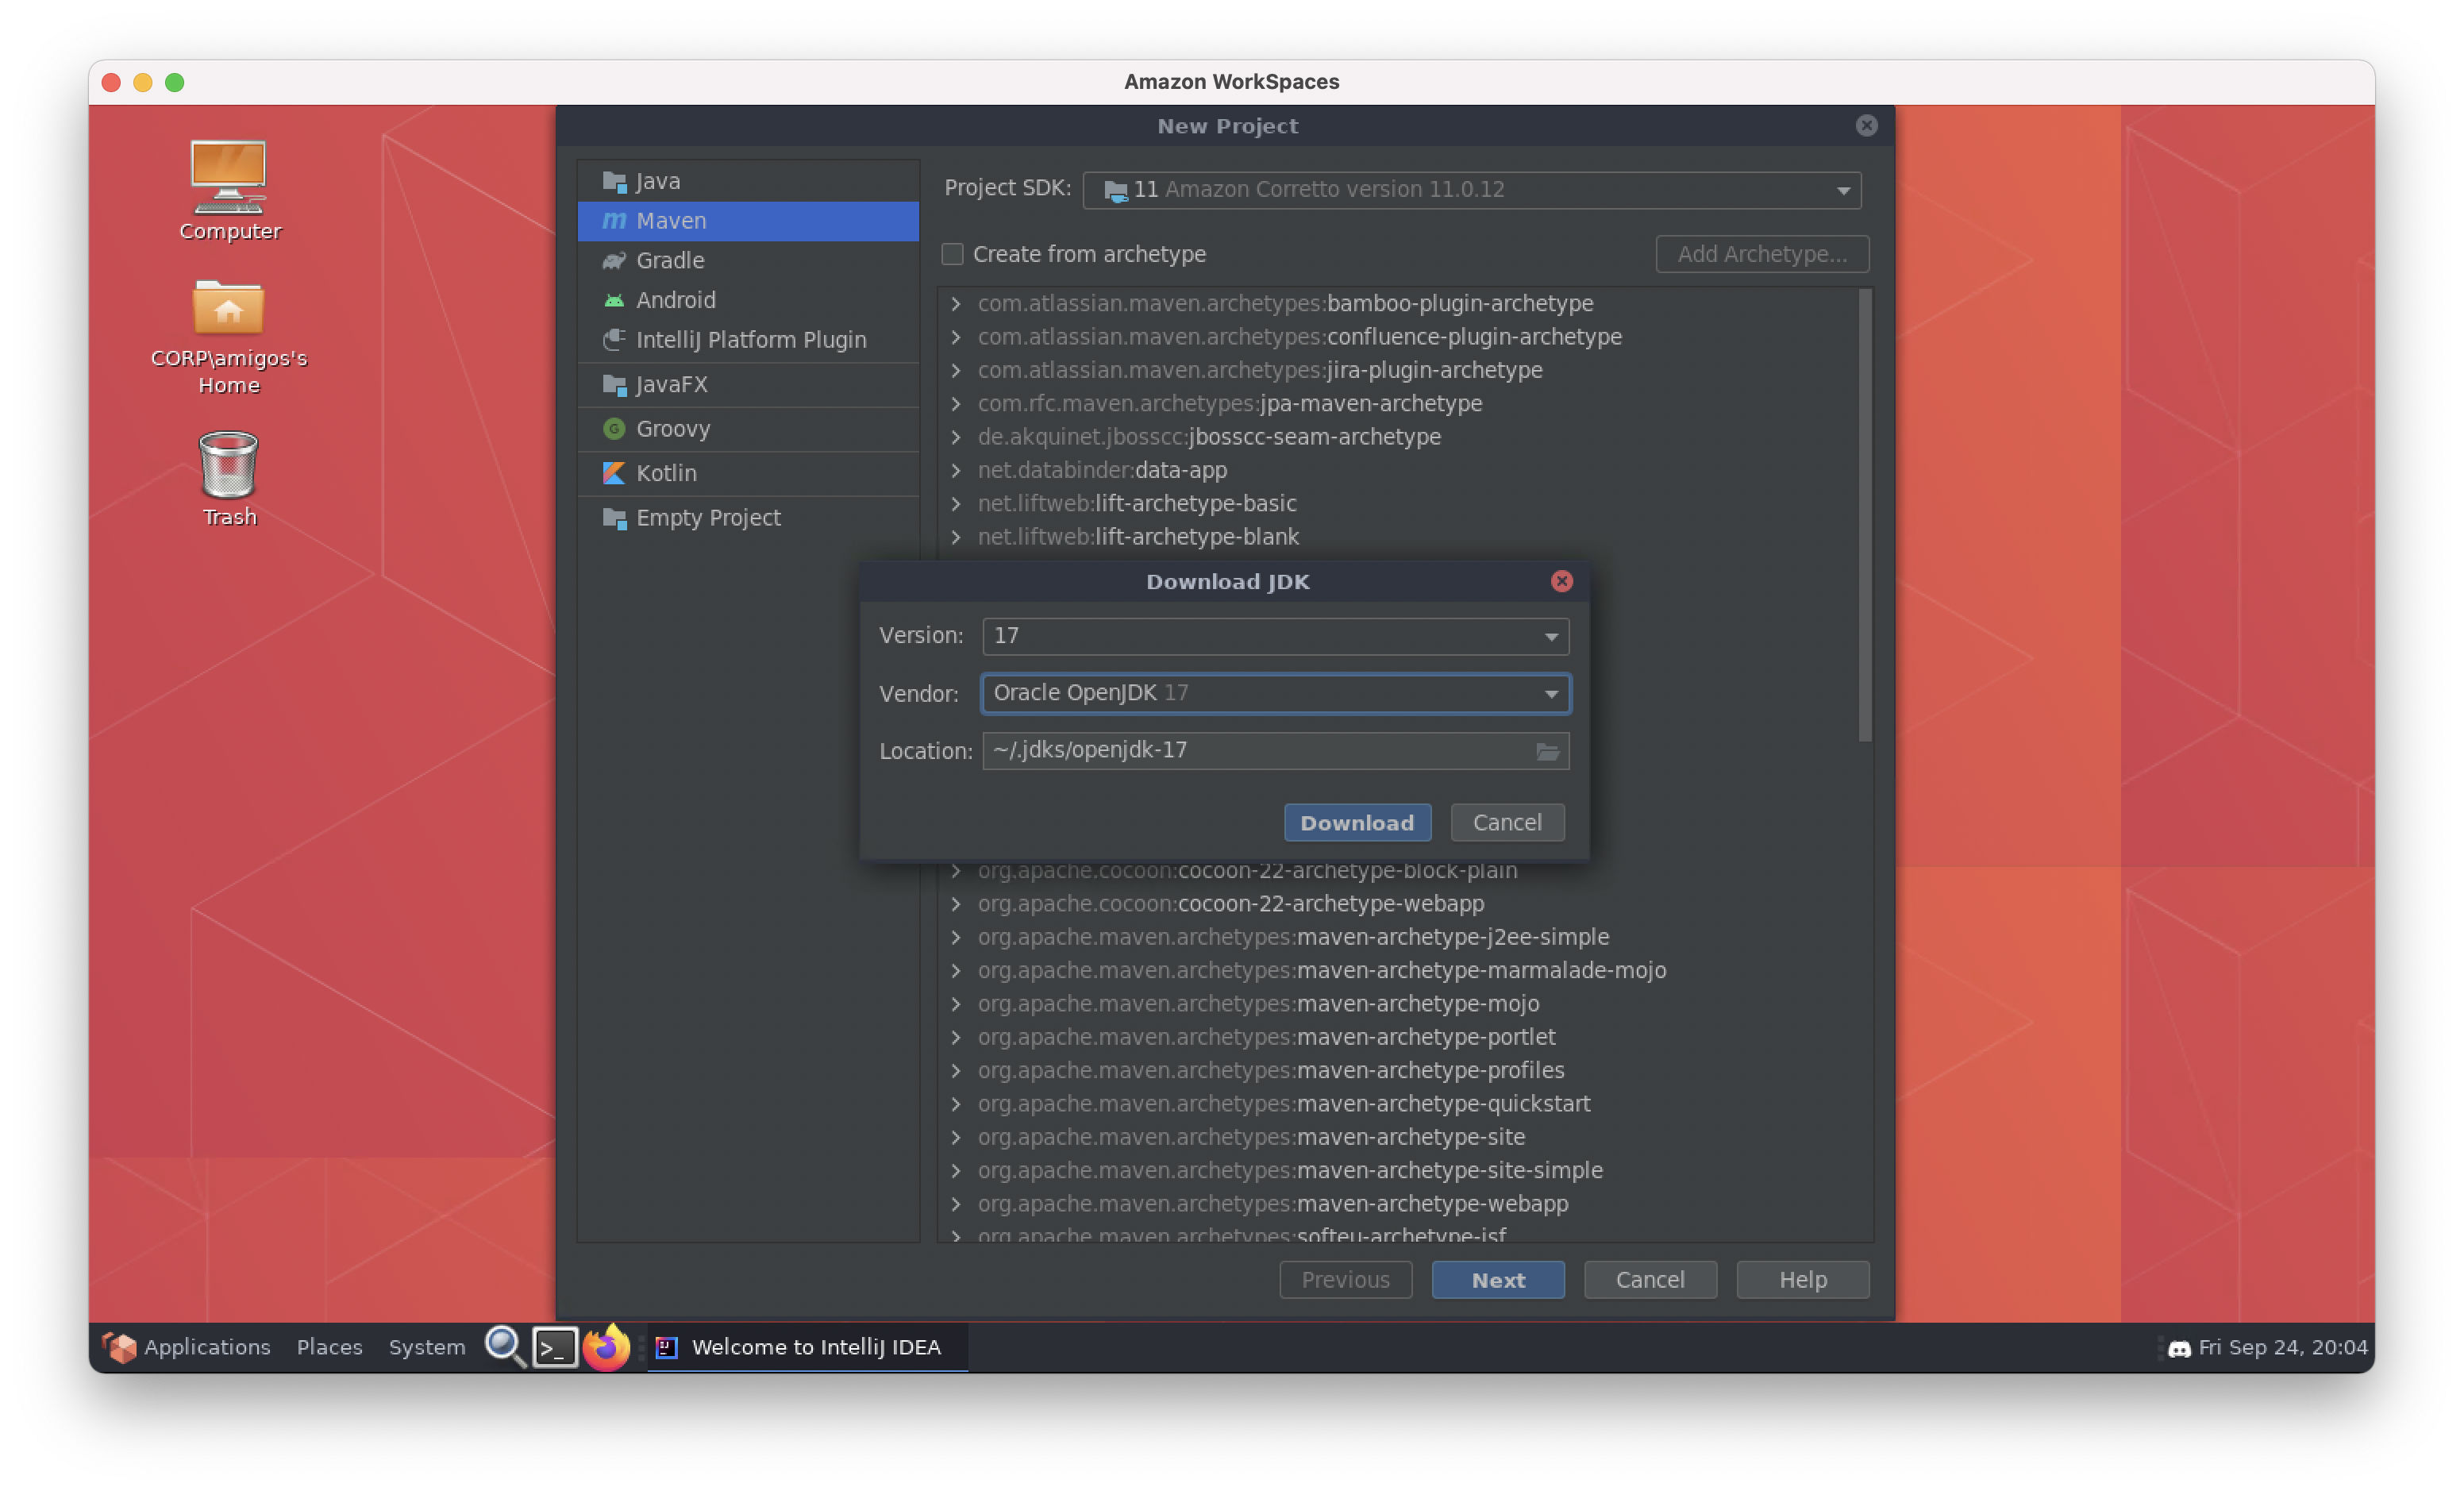 Amazon WorkSpaces
Computer
CORP\amigos's
Home
Trash
New Project
Java
Maven
Gradle
Android
IntelliJ Platform Plugin
JavaFX
Groovy
Kotlin
Empty Project
Project SDK: 11 Amazon Corretto version 11.0.12
Create from archetype
Add Archetype...
com.atlassian.maven.archetypes:bamboo-plugin-archetype
com.atlassian.maven.archetypes:confluence-plugin-archetype
com.atlassian.maven.archetypes:jira-plugin-archetype
com.rfc.maven.archetypes:jpa-maven-archetype
de.akquinet.jbosscc:jbosscc-seam-archetype
net.databinder:data-app
net.liftweb:lift-archetype-basic
net.liftweb:lift-archetype-blank
Download JDK
Version: 17
Vendor: Oracle OpenJDK 17
Location: ~/.jdks/openjdk-17
Download Cancel
org.apache.cocoon:cocoon-22-archetype-block-plain
org.apache.cocoon:cocoon-22-archetype-webapp
org.apache.maven.archetypes:maven-archetype-j2ee-simple
org.apache.maven.archetypes:maven-archetype-marmalade-mojo
org.apache.maven.archetypes:maven-archetype-mojo
org.apache.maven.archetypes:maven-archetype-portlet
org.apache.maven.archetypes:maven-archetype-profiles
org.apache.maven.archetypes:maven-archetype-quickstart
org.apache.maven.archetypes:maven-archetype-site
org.apache.maven.archetypes:maven-archetype-site-simple
org.apache.maven.archetypes:maven-archetype-webapp
org.apache.maven.archetypes:softeu-archetype-jsf
Previous Next Cancel Help
Applications Places System Welcome to IntelliJ IDEA Fri Sep 24, 20:04